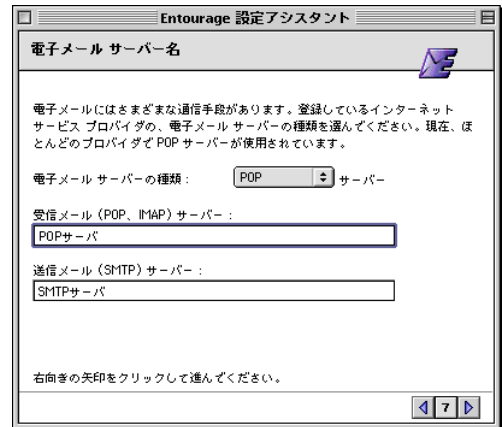 Entourage 設定アシスタント
電子メール サーバー名
電子メールにはさまざまな通信手段があります。登録しているインターネット
サービス プロバイダの、電子メール サーバーの種類を選んでください。現在、ほ
とんどのプロバイダで POP サーバーが使用されています。
電子メール サーバーの種類： POP サーバー
受信メール（POP、IMAP）サーバー：
POPサーバ
送信メール（SMTP）サーバー：
SMTPサーバ
右向きの矢印をクリックして進んでください。
7